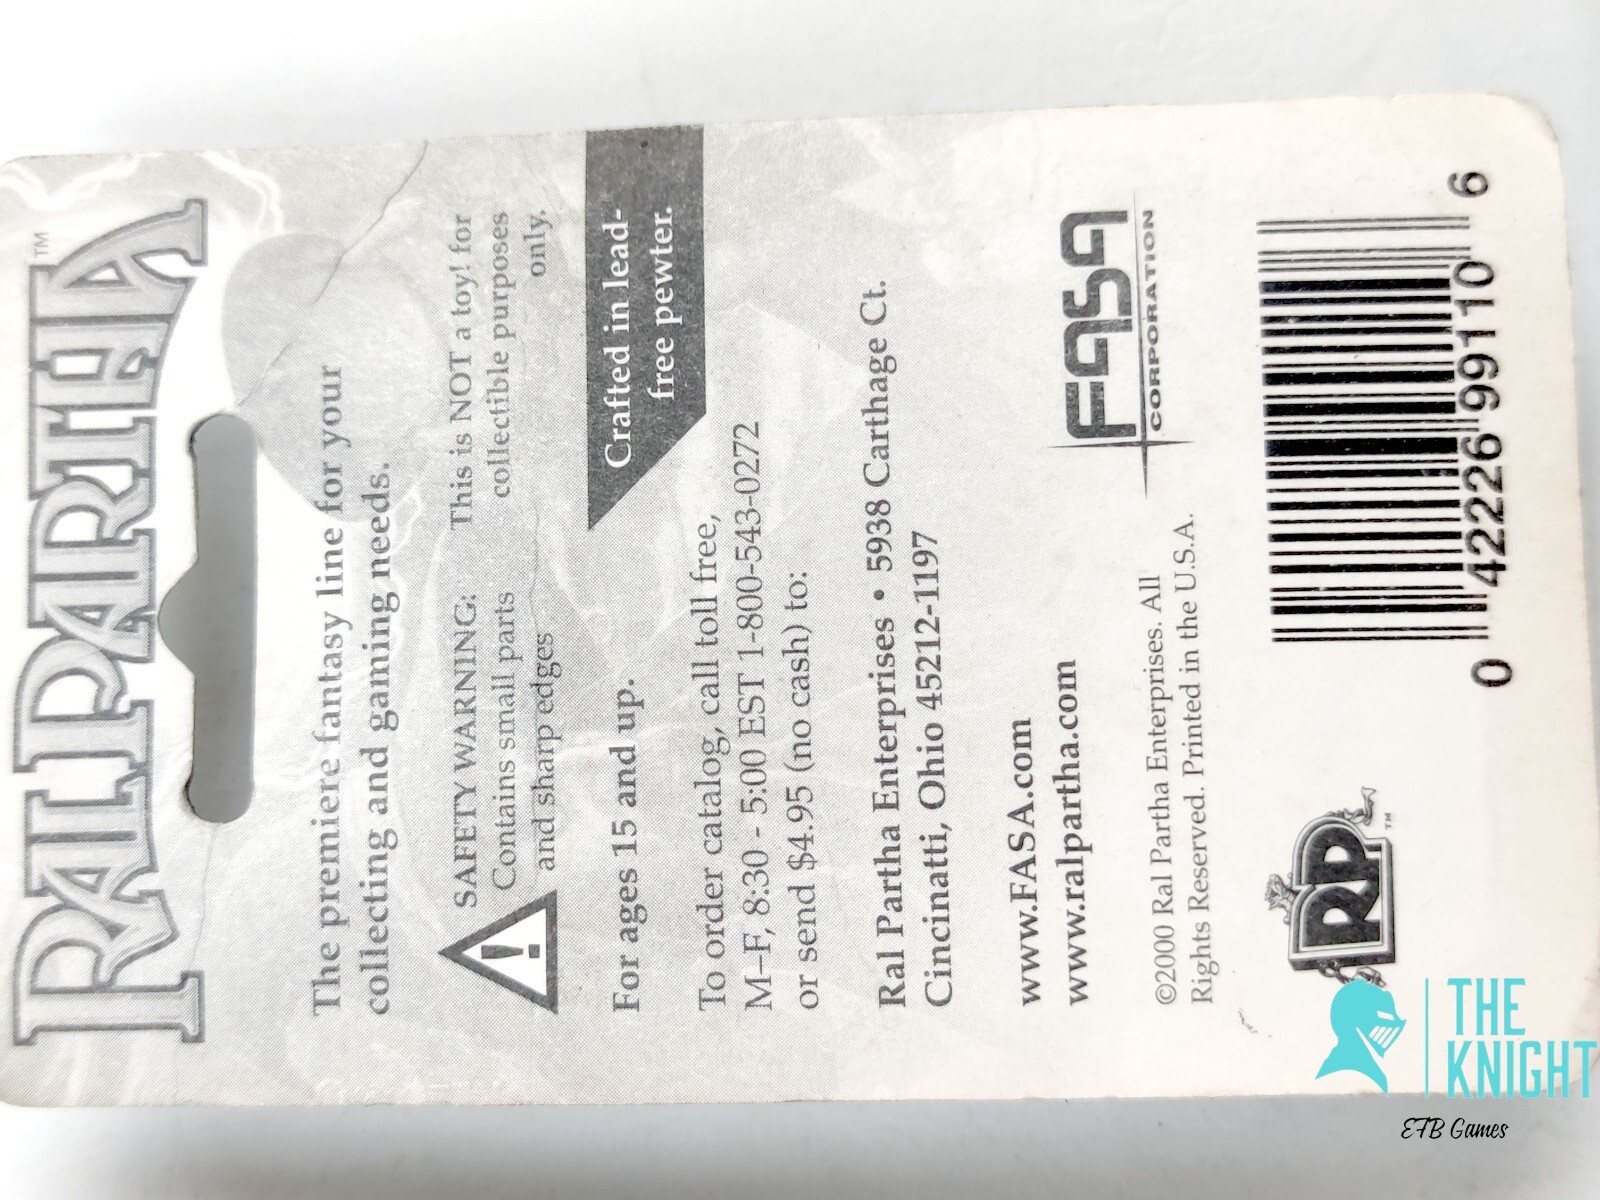 RAL PARTHA™
The premiere fantasy line for your
collecting and gaming needs.
SAFETY WARNING:
Contains small parts
and sharp edges
This is NOT a toy! for
collectible purposes
only.
For ages 15 and up.
Crafted in lead-
free pewter.
To order catalog, call toll free,
M–F, 8:30 - 5:00 EST 1-800-543-0272
or send $4.95 (no cash) to:
Ral Partha Enterprises • 5938 Carthage Ct.
Cincinatti, Ohio 45212-1197
www.FASA.com
www.ralpartha.com
FASA
CORPORATION
©2000 Ral Partha Enterprises. All
Rights Reserved. Printed in the U.S.A.
RP™
0 42226 99110 6
THE
KNIGHT
EFB Games